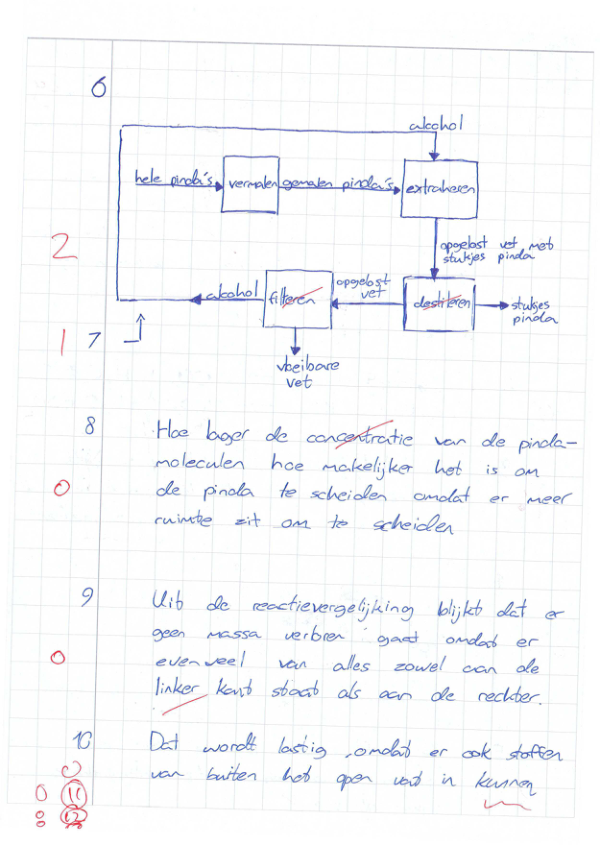 6
alcohol
hele pinda's vermalen gemalen pinda's extraheren
opgelost vet met
stukjes pinda
2
alcohol filteren opgelost vet destileren stukjes pinda
1 7
vloeibare
vet
8 Hoe lager de concentratie van de pinda-
moleculen hoe makelijker het is om
0 de pinda te scheiden omdat er meer
ruimte zit om te scheiden
9 Uit de reactievergelijking blijkt dat er
geen massa verloren gaat omdat er
0 evenveel van alles zowel aan de
linker kant staat als aan de rechter.
10 Dat wordt lastig, omdat er ook stoffen
0 van buiten het open vat in kunnen
0 11
0 12